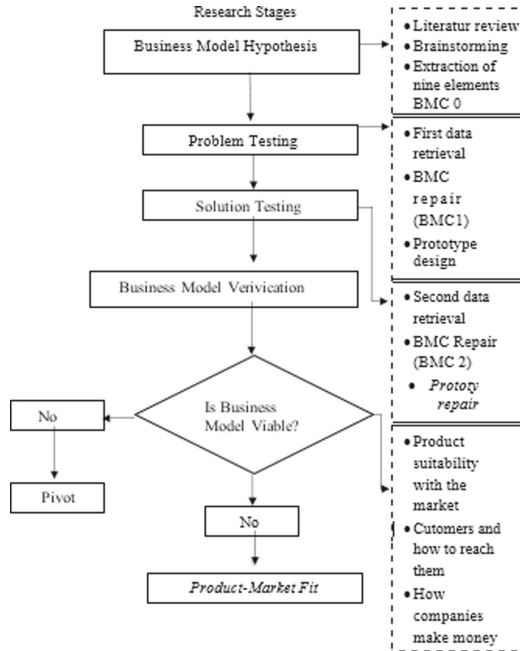 Research Stages
Business Model Hypothesis
Problem Testing
Solution Testing
Business Model Verivication
Is Business
Model Viable?
No
Pivot
No
Product-Market Fit
• Literatur review
• Brainstorming
• Extraction of
nine elements
BMC 0
• First data
retrieval
• BMC
repair
(BMC1)
• Prototype
design
• Second data
retrieval
• BMC Repair
(BMC 2)
• Prototy
repair
• Product
suitability
with the
market
• Cutomers and
how to reach
them
• How
companies
make money